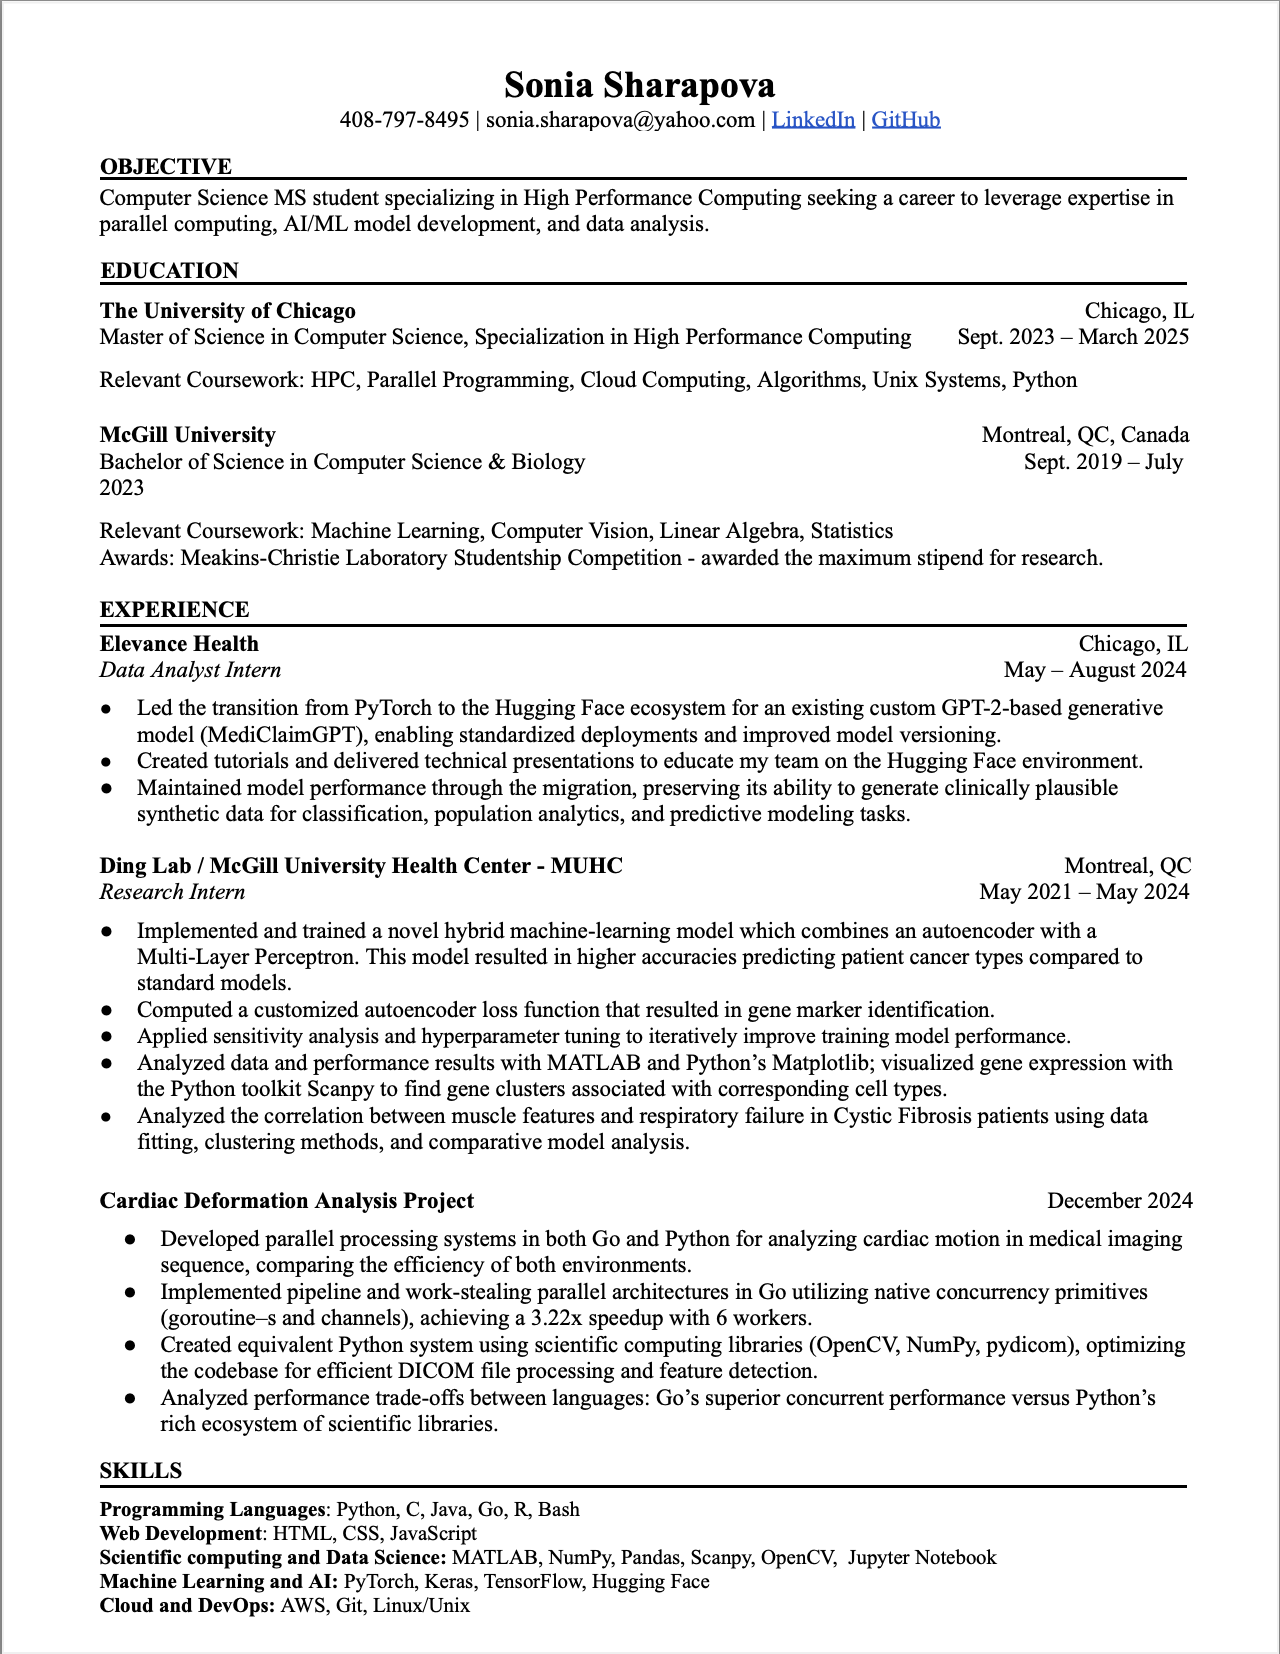 Sonia Sharapova
408-797-8495 | sonia.sharapova@yahoo.com | LinkedIn | GitHub
OBJECTIVE
Computer Science MS student specializing in High Performance Computing seeking a career to leverage expertise in
parallel computing, AI/ML model development, and data analysis.
EDUCATION
The University of Chicago Chicago, IL
Master of Science in Computer Science, Specialization in High Performance Computing Sept. 2023 – March 2025
Relevant Coursework: HPC, Parallel Programming, Cloud Computing, Algorithms, Unix Systems, Python
McGill University Montreal, QC, Canada
Bachelor of Science in Computer Science & Biology Sept. 2019 – July
2023
Relevant Coursework: Machine Learning, Computer Vision, Linear Algebra, Statistics
Awards: Meakins-Christie Laboratory Studentship Competition - awarded the maximum stipend for research.
EXPERIENCE
Elevance Health Chicago, IL
Data Analyst Intern May – August 2024
● Led the transition from PyTorch to the Hugging Face ecosystem for an existing custom GPT-2-based generative
model (MediClaimGPT), enabling standardized deployments and improved model versioning.
● Created tutorials and delivered technical presentations to educate my team on the Hugging Face environment.
● Maintained model performance through the migration, preserving its ability to generate clinically plausible
synthetic data for classification, population analytics, and predictive modeling tasks.
Ding Lab / McGill University Health Center - MUHC Montreal, QC
Research Intern May 2021 – May 2024
● Implemented and trained a novel hybrid machine-learning model which combines an autoencoder with a
Multi-Layer Perceptron. This model resulted in higher accuracies predicting patient cancer types compared to
standard models.
● Computed a customized autoencoder loss function that resulted in gene marker identification.
● Applied sensitivity analysis and hyperparameter tuning to iteratively improve training model performance.
● Analyzed data and performance results with MATLAB and Python’s Matplotlib; visualized gene expression with
the Python toolkit Scanpy to find gene clusters associated with corresponding cell types.
● Analyzed the correlation between muscle features and respiratory failure in Cystic Fibrosis patients using data
fitting, clustering methods, and comparative model analysis.
Cardiac Deformation Analysis Project December 2024
● Developed parallel processing systems in both Go and Python for analyzing cardiac motion in medical imaging
sequence, comparing the efficiency of both environments.
● Implemented pipeline and work-stealing parallel architectures in Go utilizing native concurrency primitives
(goroutine–s and channels), achieving a 3.22x speedup with 6 workers.
● Created equivalent Python system using scientific computing libraries (OpenCV, NumPy, pydicom), optimizing
the codebase for efficient DICOM file processing and feature detection.
● Analyzed performance trade-offs between languages: Go’s superior concurrent performance versus Python’s
rich ecosystem of scientific libraries.
SKILLS
Programming Languages: Python, C, Java, Go, R, Bash
Web Development: HTML, CSS, JavaScript
Scientific computing and Data Science: MATLAB, NumPy, Pandas, Scanpy, OpenCV, Jupyter Notebook
Machine Learning and AI: PyTorch, Keras, TensorFlow, Hugging Face
Cloud and DevOps: AWS, Git, Linux/Unix